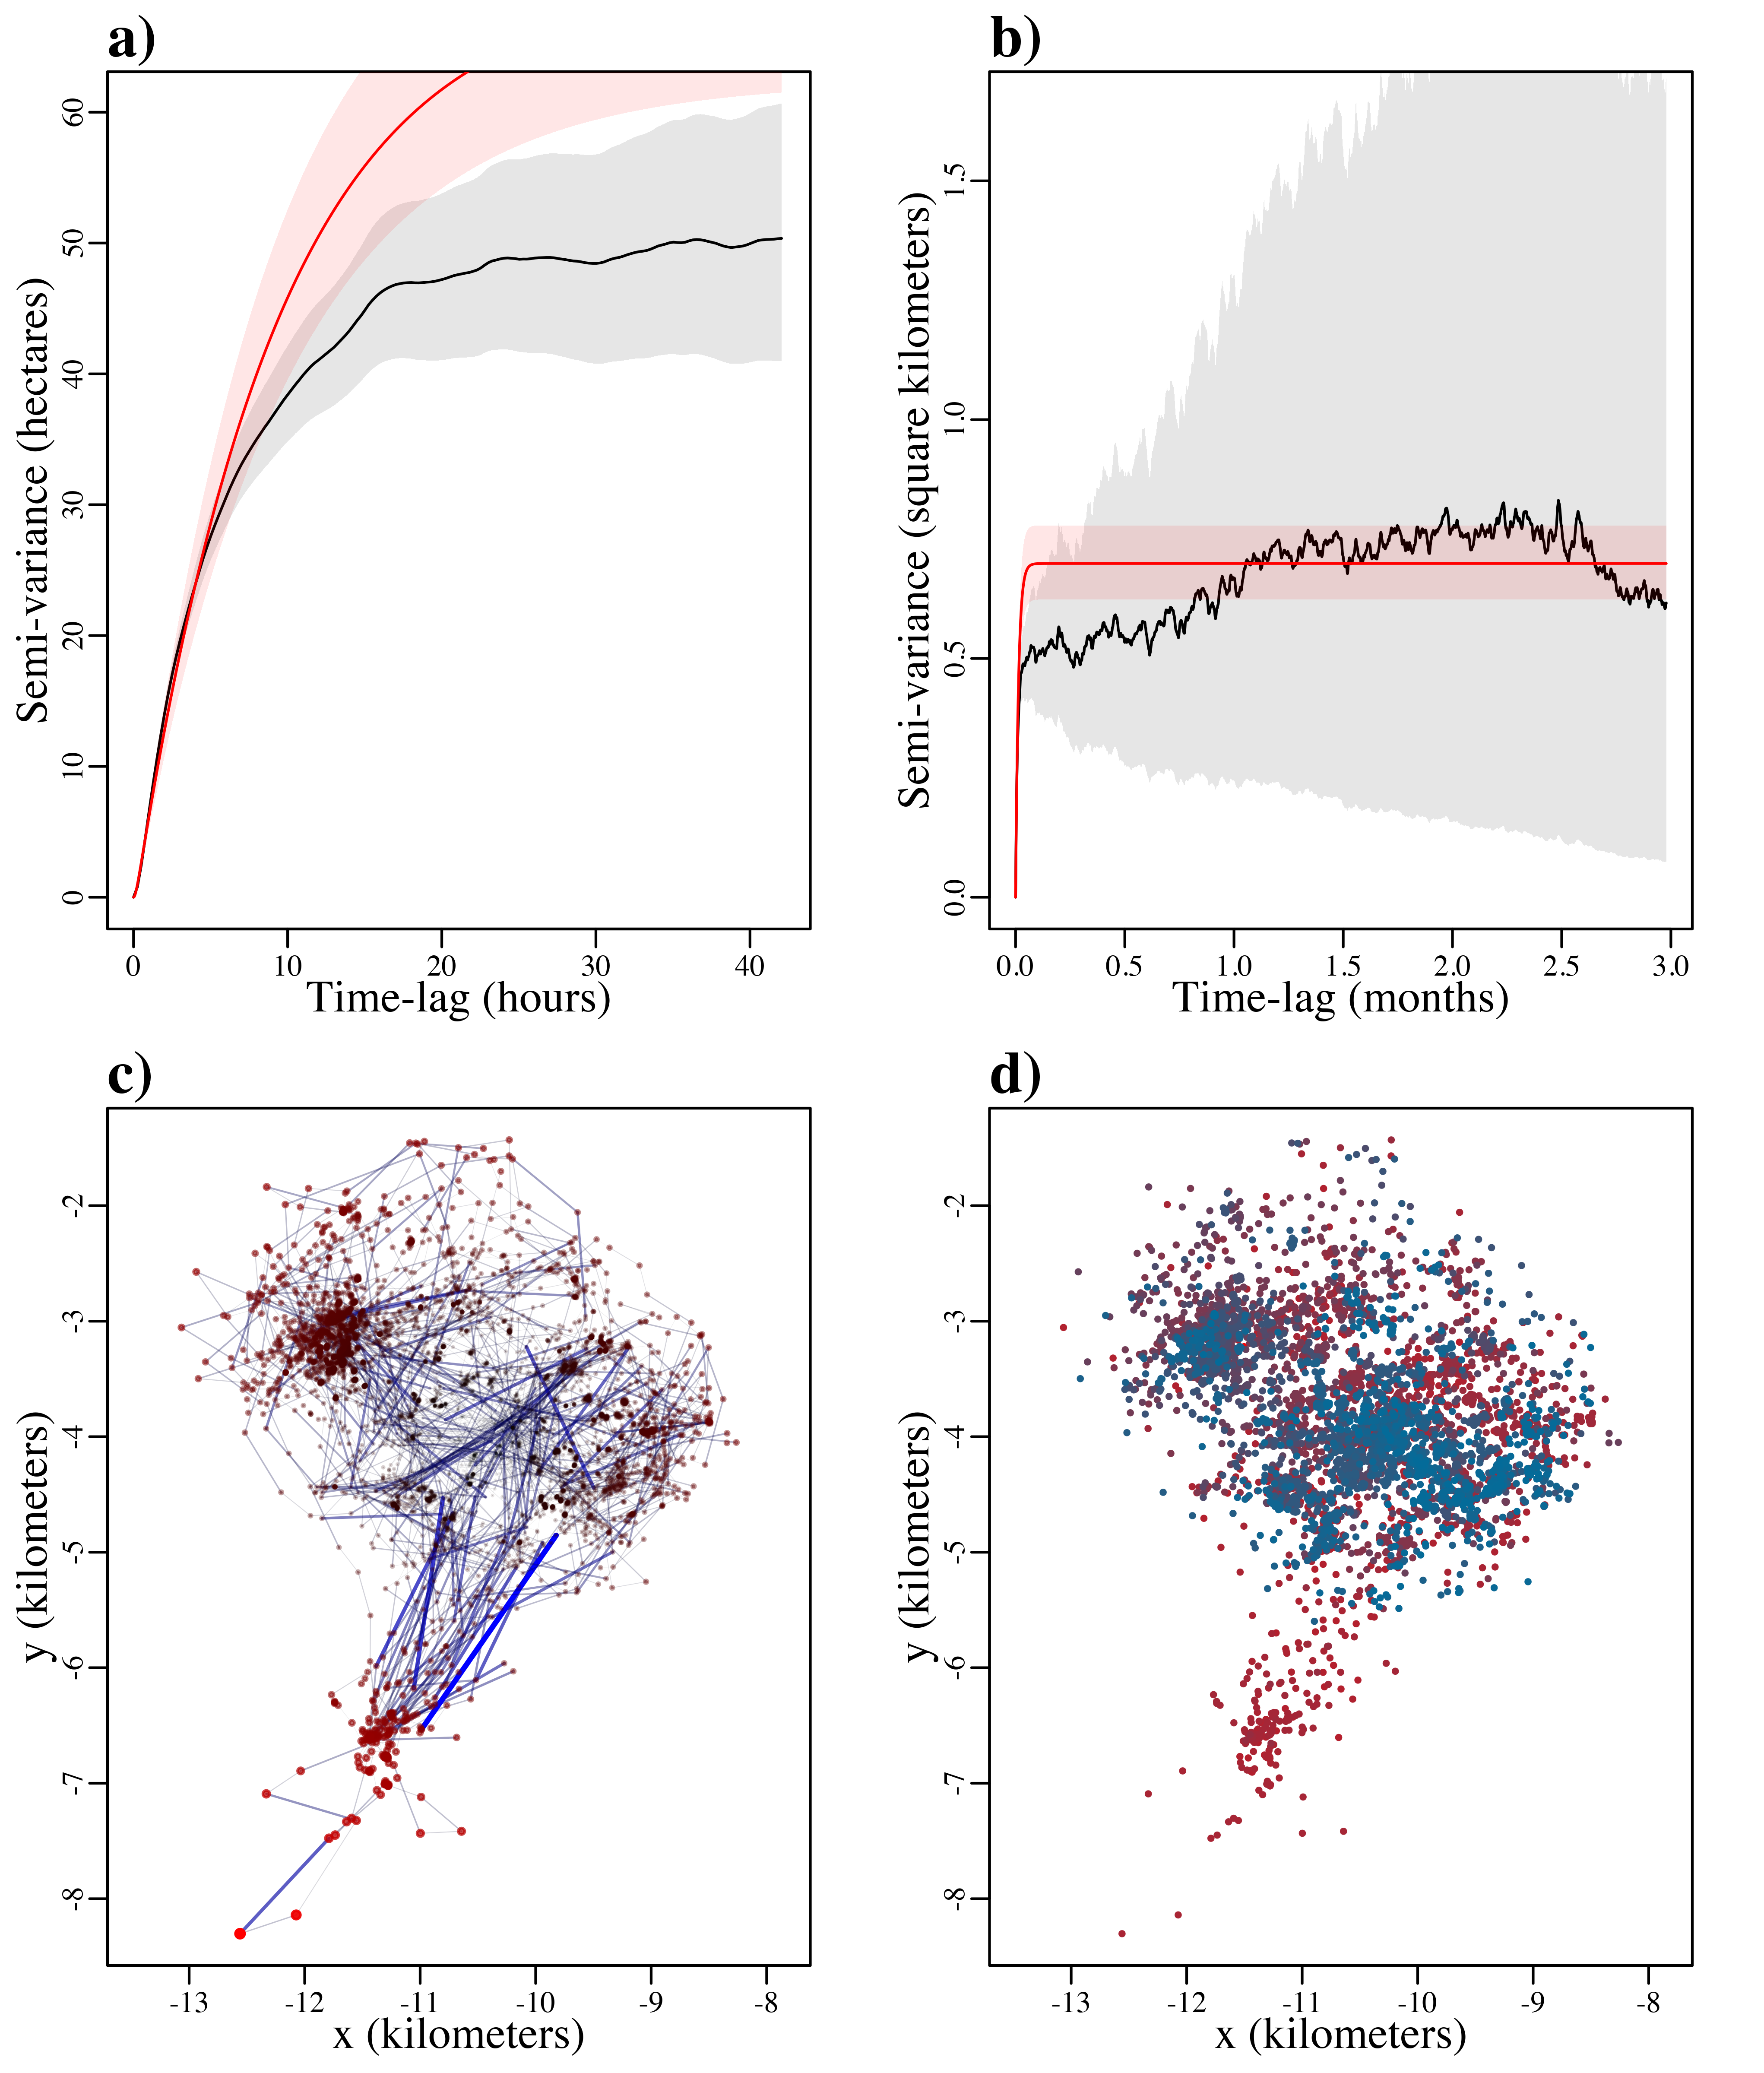 a)
Semi-variance (hectares)
60
50
40
30
20
10
0
0 10 20 30 40
Time-lag (hours)
b)
Semi-variance (square kilometers)
1.5
1.0
0.5
0.0
0.0 0.5 1.0 1.5 2.0 2.5 3.0
Time-lag (months)
c)
y (kilometers)
-2
-3
-4
-5
-6
-7
-8
-13 -12 -11 -10 -9 -8
x (kilometers)
d)
y (kilometers)
-2
-3
-4
-5
-6
-7
-8
-13 -12 -11 -10 -9 -8
x (kilometers)